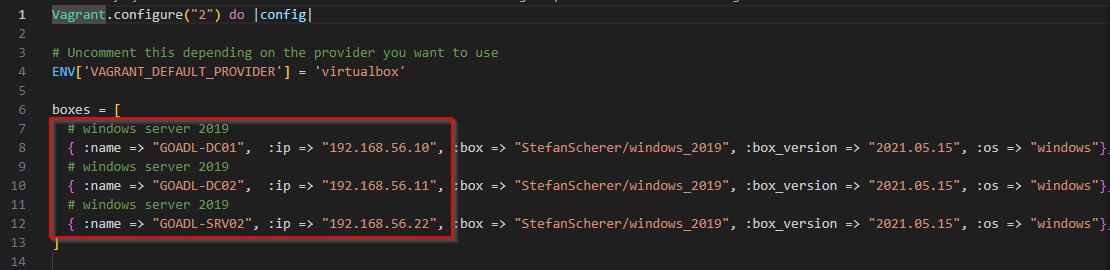 1 Vagrant.configure("2") do |config|
2
3 # Uncomment this depending on the provider you want to use
4 ENV['VAGRANT_DEFAULT_PROVIDER'] = 'virtualbox'
5
6 boxes = [
7 # windows server 2019
8 { :name => "GOADL-DC01", :ip => "192.168.56.10", :box => "StefanScherer/windows_2019", :box_version => "2021.05.15", :os => "windows"},
9 # windows server 2019
10 { :name => "GOADL-DC02", :ip => "192.168.56.11", :box => "StefanScherer/windows_2019", :box_version => "2021.05.15", :os => "windows"},
11 # windows server 2019
12 { :name => "GOADL-SRV02", :ip => "192.168.56.22", :box => "StefanScherer/windows_2019", :box_version => "2021.05.15", :os => "windows"},
13 ]
14